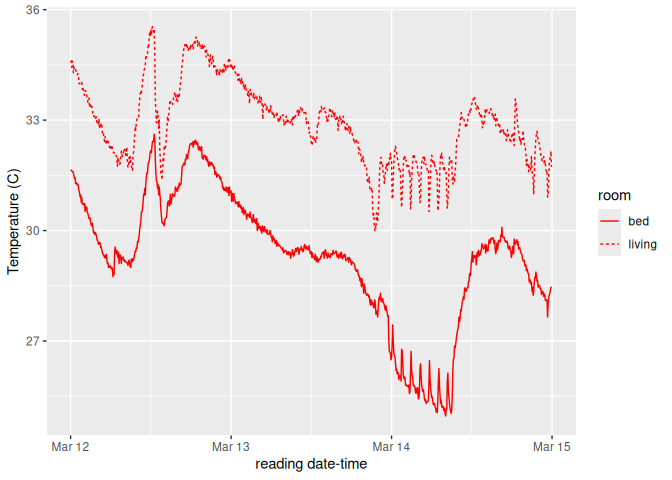 36
33
30
27
Temperature (C)
Mar 12
Mar 13
Mar 14
Mar 15
reading date-time
room
bed
living